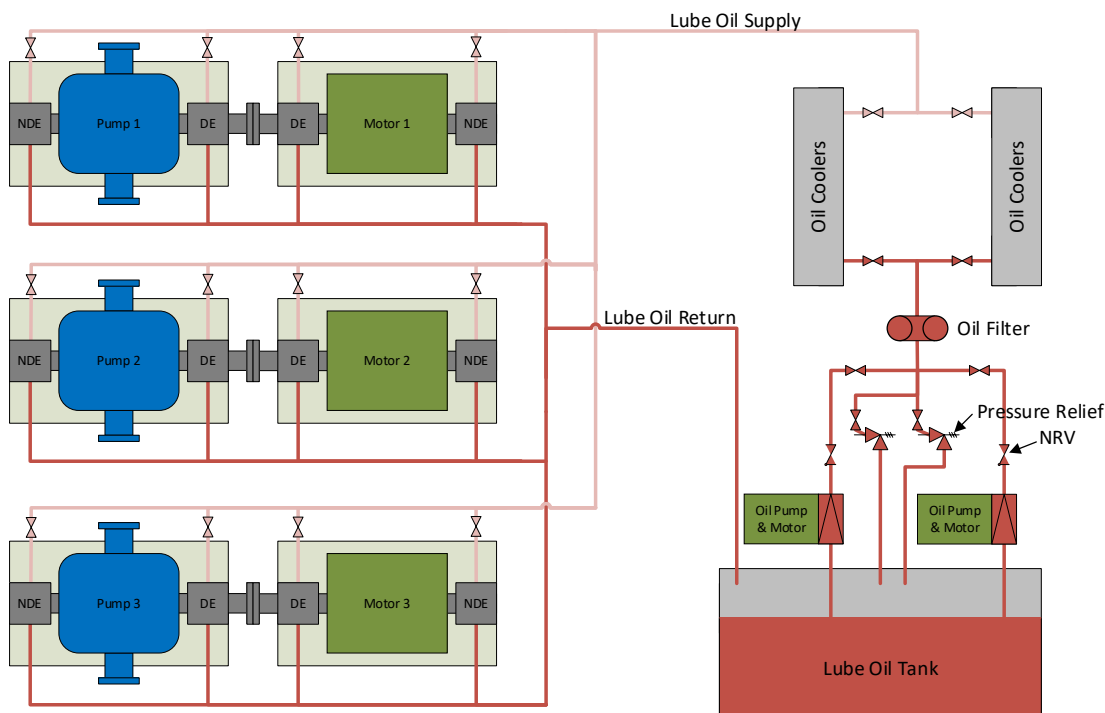 Lube Oil Supply
NDE
Pump 1
DE
DE
Motor 1
NDE
Oil Coolers
Oil Coolers
NDE
Pump 2
DE
DE
Motor 2
NDE
Lube Oil Return
Oil Filter
Pressure Relief
NRV
Oil Pump
& Motor
Oil Pump
& Motor
NDE
Pump 3
DE
DE
Motor 3
NDE
Lube Oil Tank